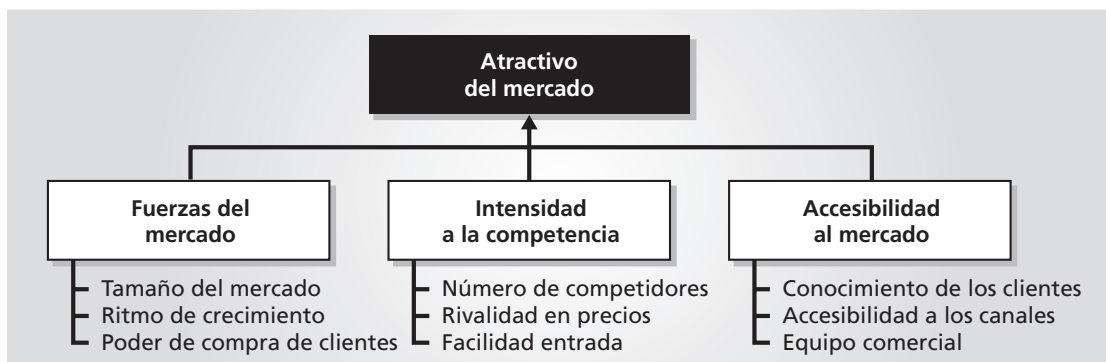 Atractivo
del mercado
Fuerzas del
mercado
Tamaño del mercado
Ritmo de crecimiento
Poder de compra de clientes
Intensidad
a la competencia
Número de competidores
Rivalidad en precios
Facilidad entrada
Accesibilidad
al mercado
Conocimiento de los clientes
Accesibilidad a los canales
Equipo comercial